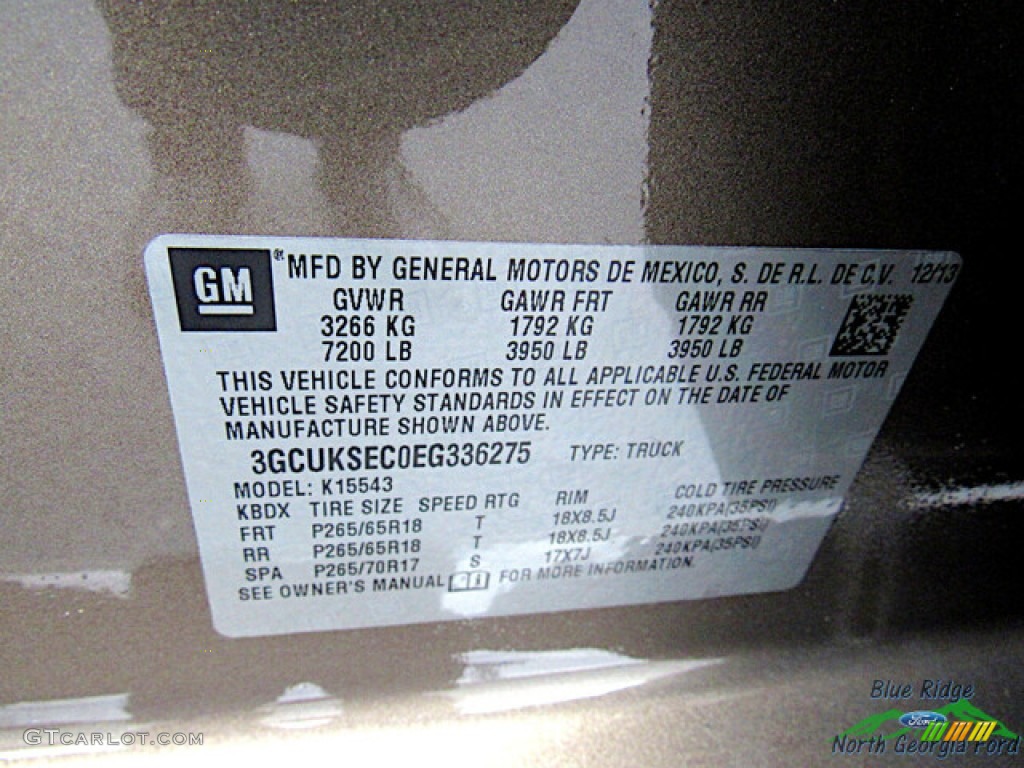 GM ® MFD BY GENERAL MOTORS DE MEXICO, S. DE R.L. DE C.V. 12/13
GVWR GAWR FRT GAWR RR
3266 KG 1792 KG 1792 KG
7200 LB 3950 LB 3950 LB
THIS VEHICLE CONFORMS TO ALL APPLICABLE U.S. FEDERAL MOTOR
VEHICLE SAFETY STANDARDS IN EFFECT ON THE DATE OF
MANUFACTURE SHOWN ABOVE.
3GCUKSEC0EG336275 TYPE: TRUCK
MODEL: K15543
KBDX TIRE SIZE SPEED RTG RIM COLD TIRE PRESSURE
FRT P265/65R18 T 18X8.5J 240KPA(35PSI)
RR P265/65R18 T 18X8.5J 240KPA(35PSI)
SPA P265/70R17 S 17X7J 240KPA(35PSI)
SEE OWNER'S MANUAL FOR MORE INFORMATION.
Blue Ridge
Ford
North Georgia Ford
GTcarlot.com